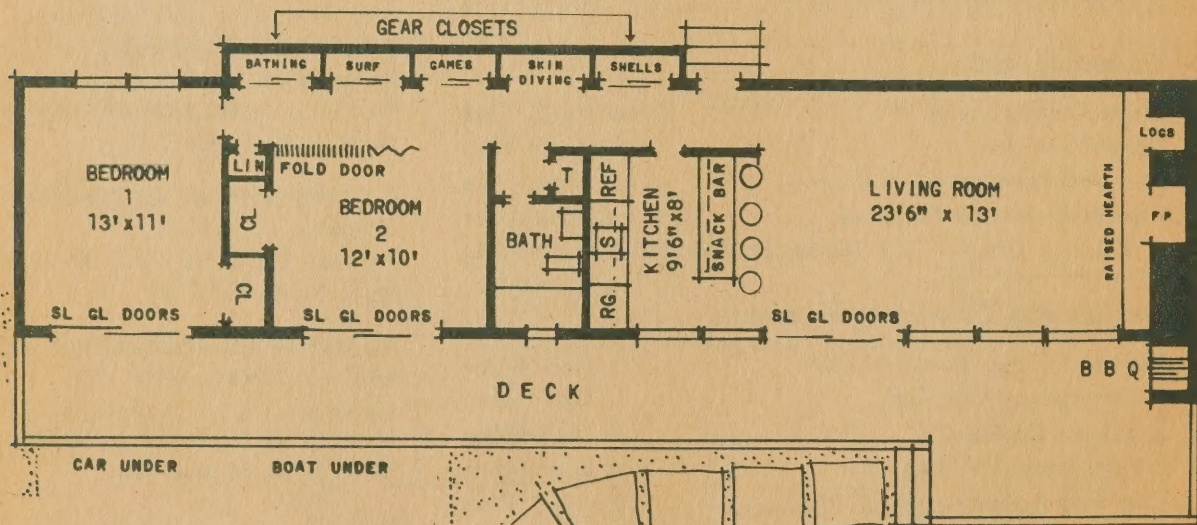 GEAR CLOSETS
BATHING
SURF
GAMES
SKIN
DIVING
SHELLS
LOGS
LIN
FOLD DOOR
T
REF
BEDROOM
1
13'x11'
CL
BEDROOM
2
12'x10'
BATH
S
KITCHEN
9'6"x8'
SNACK BAR
LIVING ROOM
23'6" x 13'
RAISED HEARTH
FP
CL
RG
SL GL DOORS
SL GL DOORS
SL GL DOORS
BBQ
DECK
CAR UNDER
BOAT UNDER